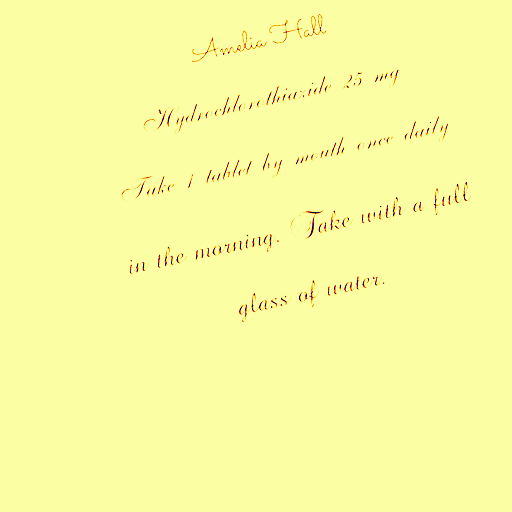 Amelia Hall
Hydrochlorothiazide 25 mg
Take 1 tablet by mouth once daily
in the morning. Take with a full
glass of water.